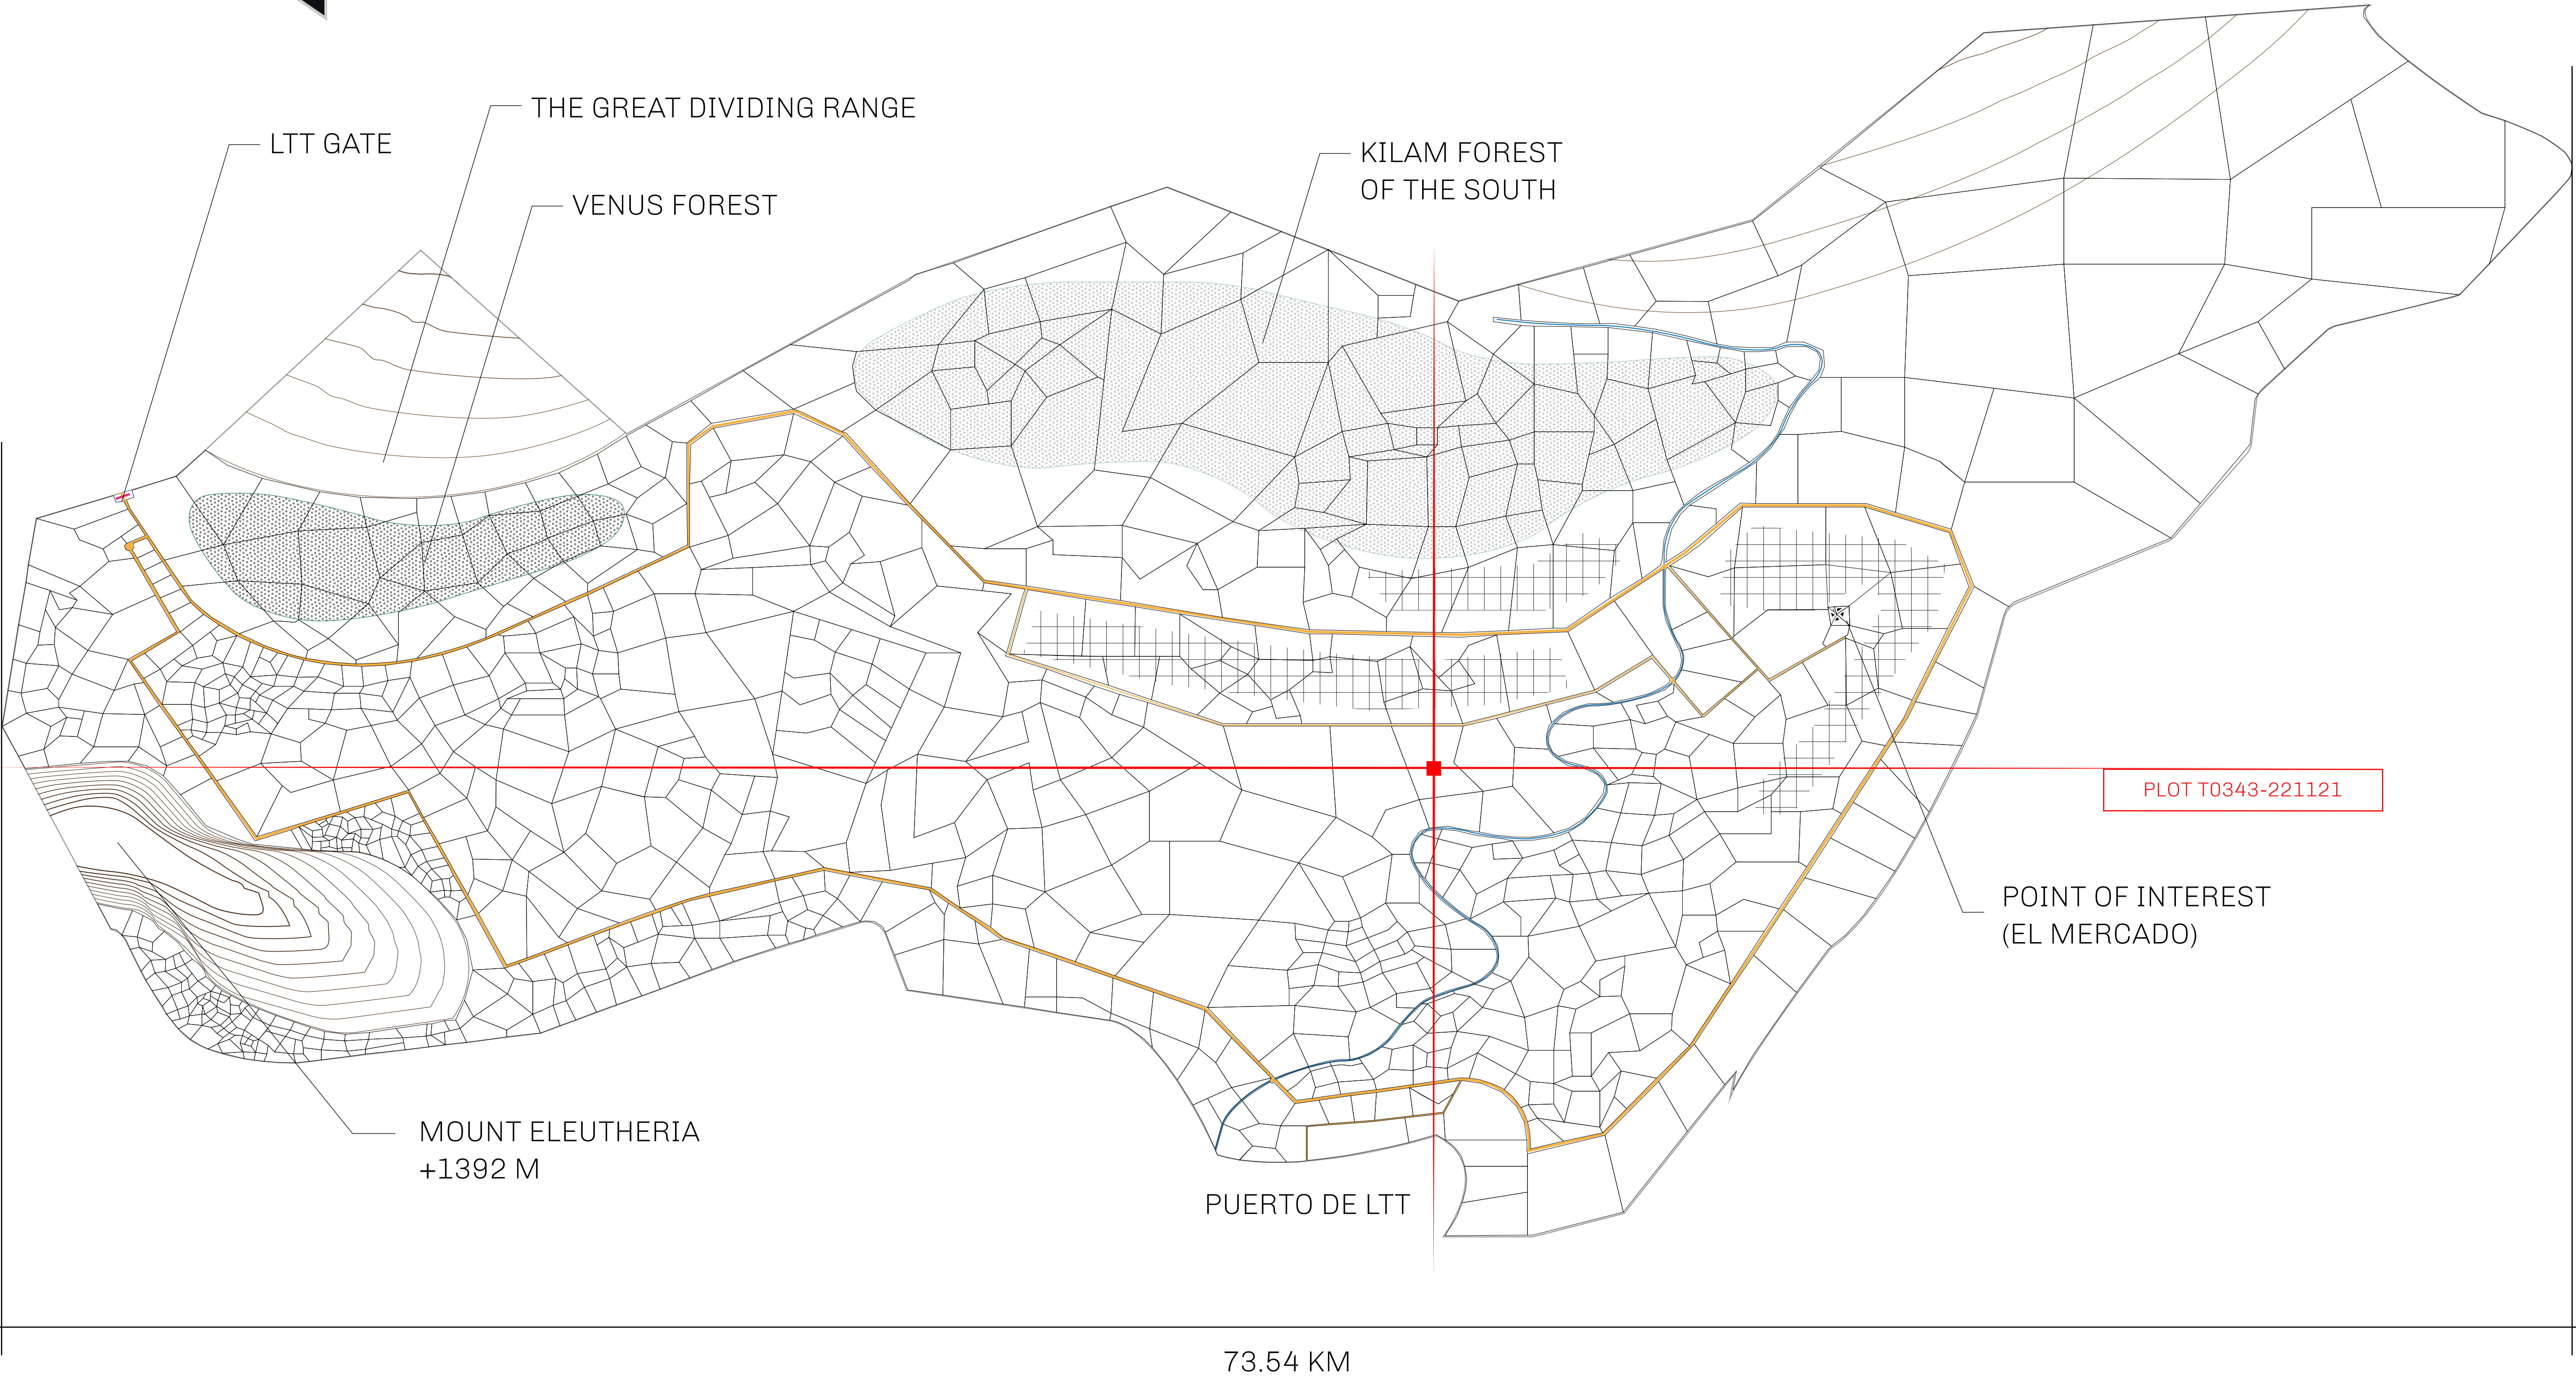 THE GREAT DIVIDING RANGE
LTT GATE
VENUS FOREST
KILAM FOREST
OF THE SOUTH
PLOT T0343-221121
POINT OF INTEREST
(EL MERCADO)
MOUNT ELEUTHERIA
+1392 M
PUERTO DE LTT
73.54 KM